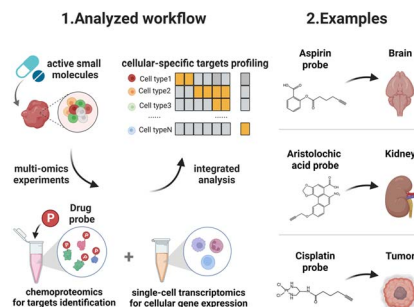 1.Analyzed workflow
active small
molecules
cellular-specific targets profiling
Cell type1
Cell type2
Cell type3
......
......
Cell typeN
multi-omics
experiments
integrated
analysis
P
Drug
probe
P
P
P
P
+
chemoproteomics
for targets identification
single-cell transcriptomics
for cellular gene expression
2.Examples
Aspirin
probe
Brain
Aristolochic
acid probe
Kidney
Cisplatin
probe
Tumor